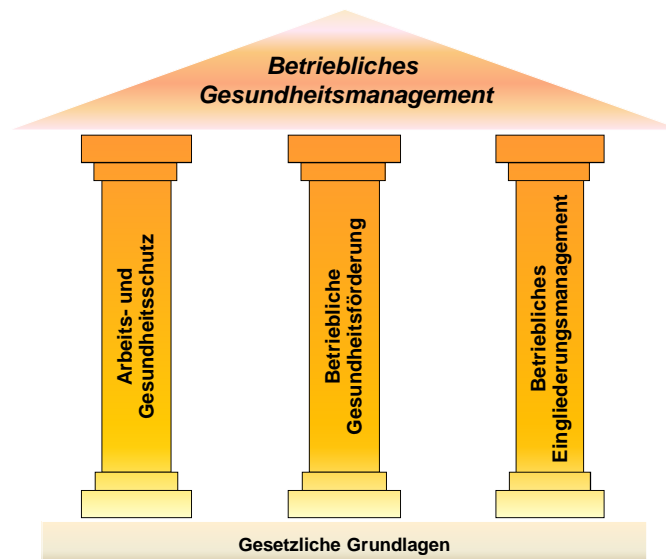 Betriebliches
Gesundheitsmanagement
Arbeits- und
Gesundheitsschutz
Betriebliche
Gesundheitsförderung
Betriebliches
Eingliederungsmanagement
Gesetzliche Grundlagen